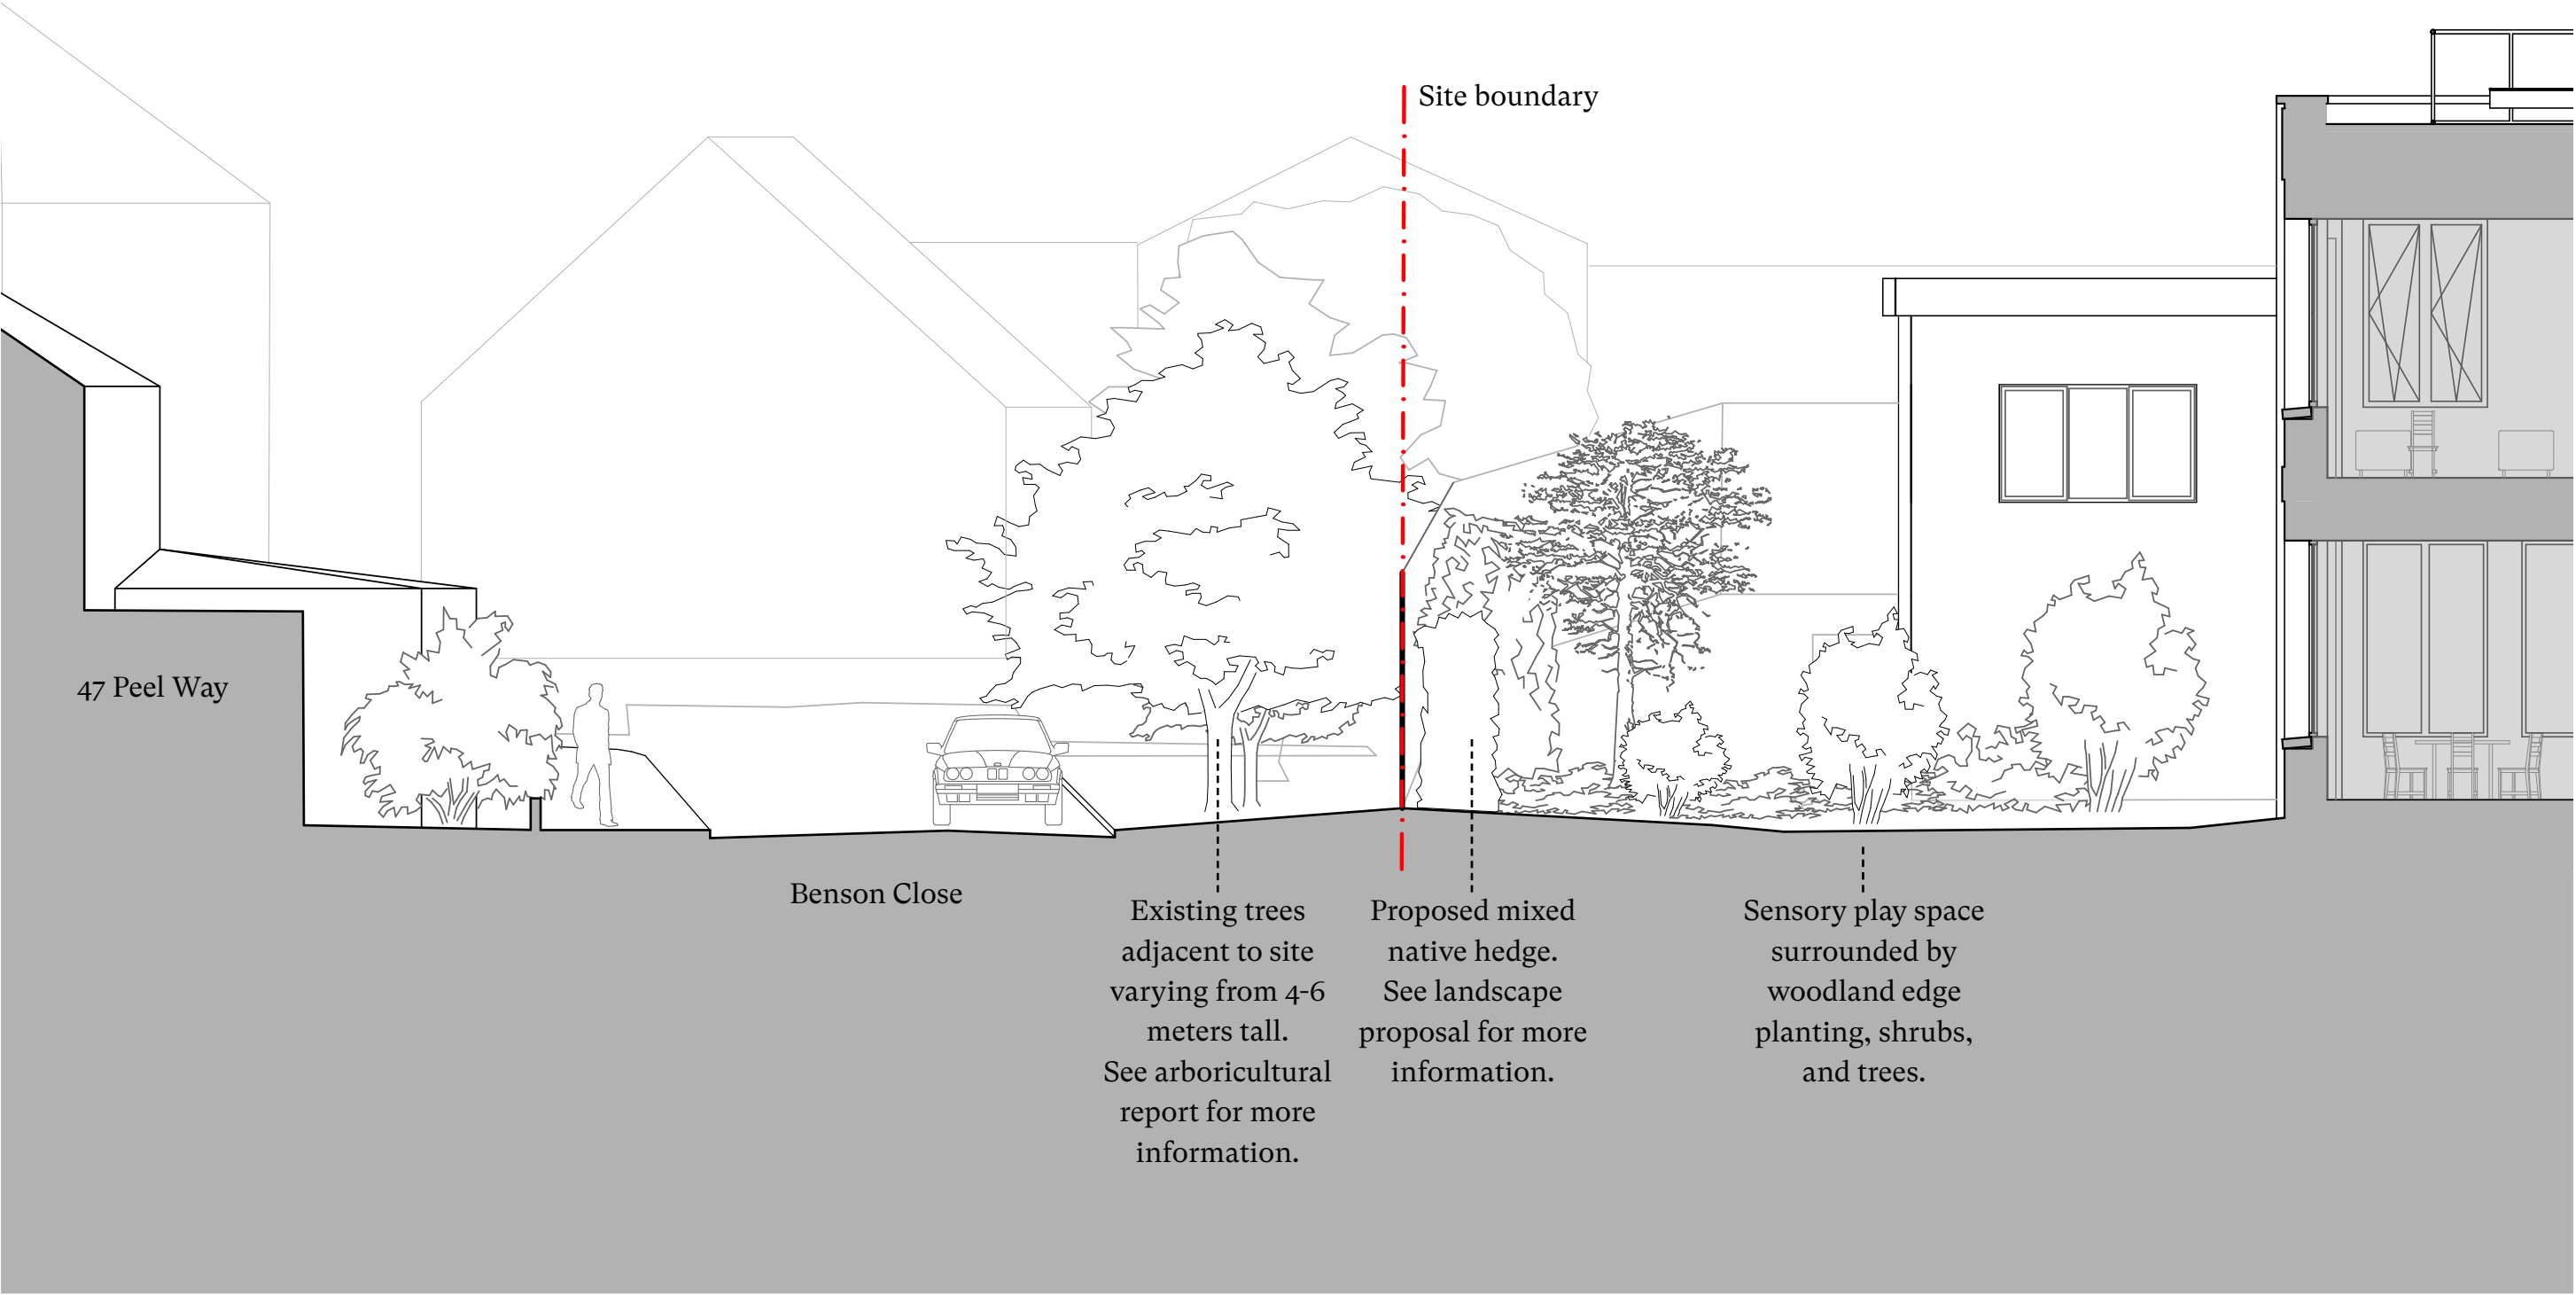 Site boundary
47 Peel Way
Benson Close
Existing trees
adjacent to site
varying from 4-6
meters tall.
See arboricultural
report for more
information.
Proposed mixed
native hedge.
See landscape
proposal for more
information.
Sensory play space
surrounded by
woodland edge
planting, shrubs,
and trees.